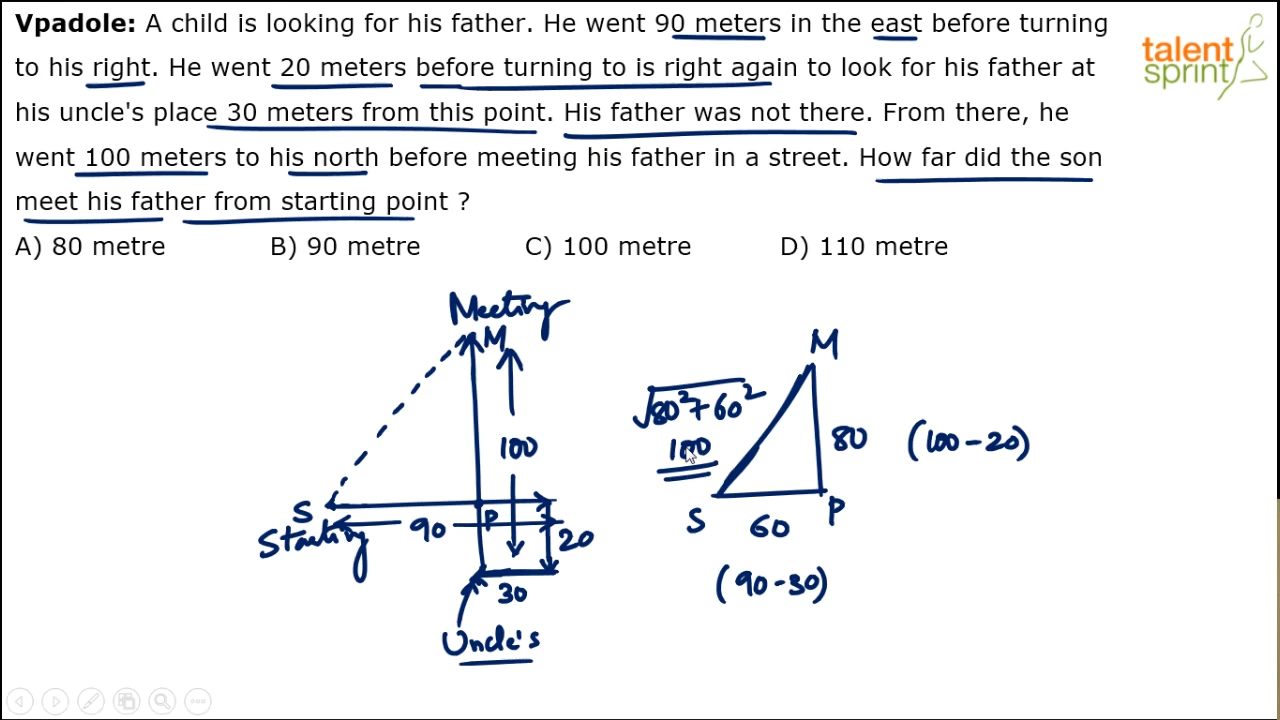 Vpadole: A child is looking for his father. He went 90 meters in the east before turning
to his right. He went 20 meters before turning to is right again to look for his father at
his uncle's place 30 meters from this point. His father was not there. From there, he
went 100 meters to his north before meeting his father in a street. How far did the son
meet his father from starting point ?
A) 80 metre B) 90 metre C) 100 metre D) 110 metre
talent
sprint
Meeting
M
100
S
Starting
90
P
20
30
Uncle's
M
√80²+60²
100
80 (100-20)
S
60
P
(90-30)